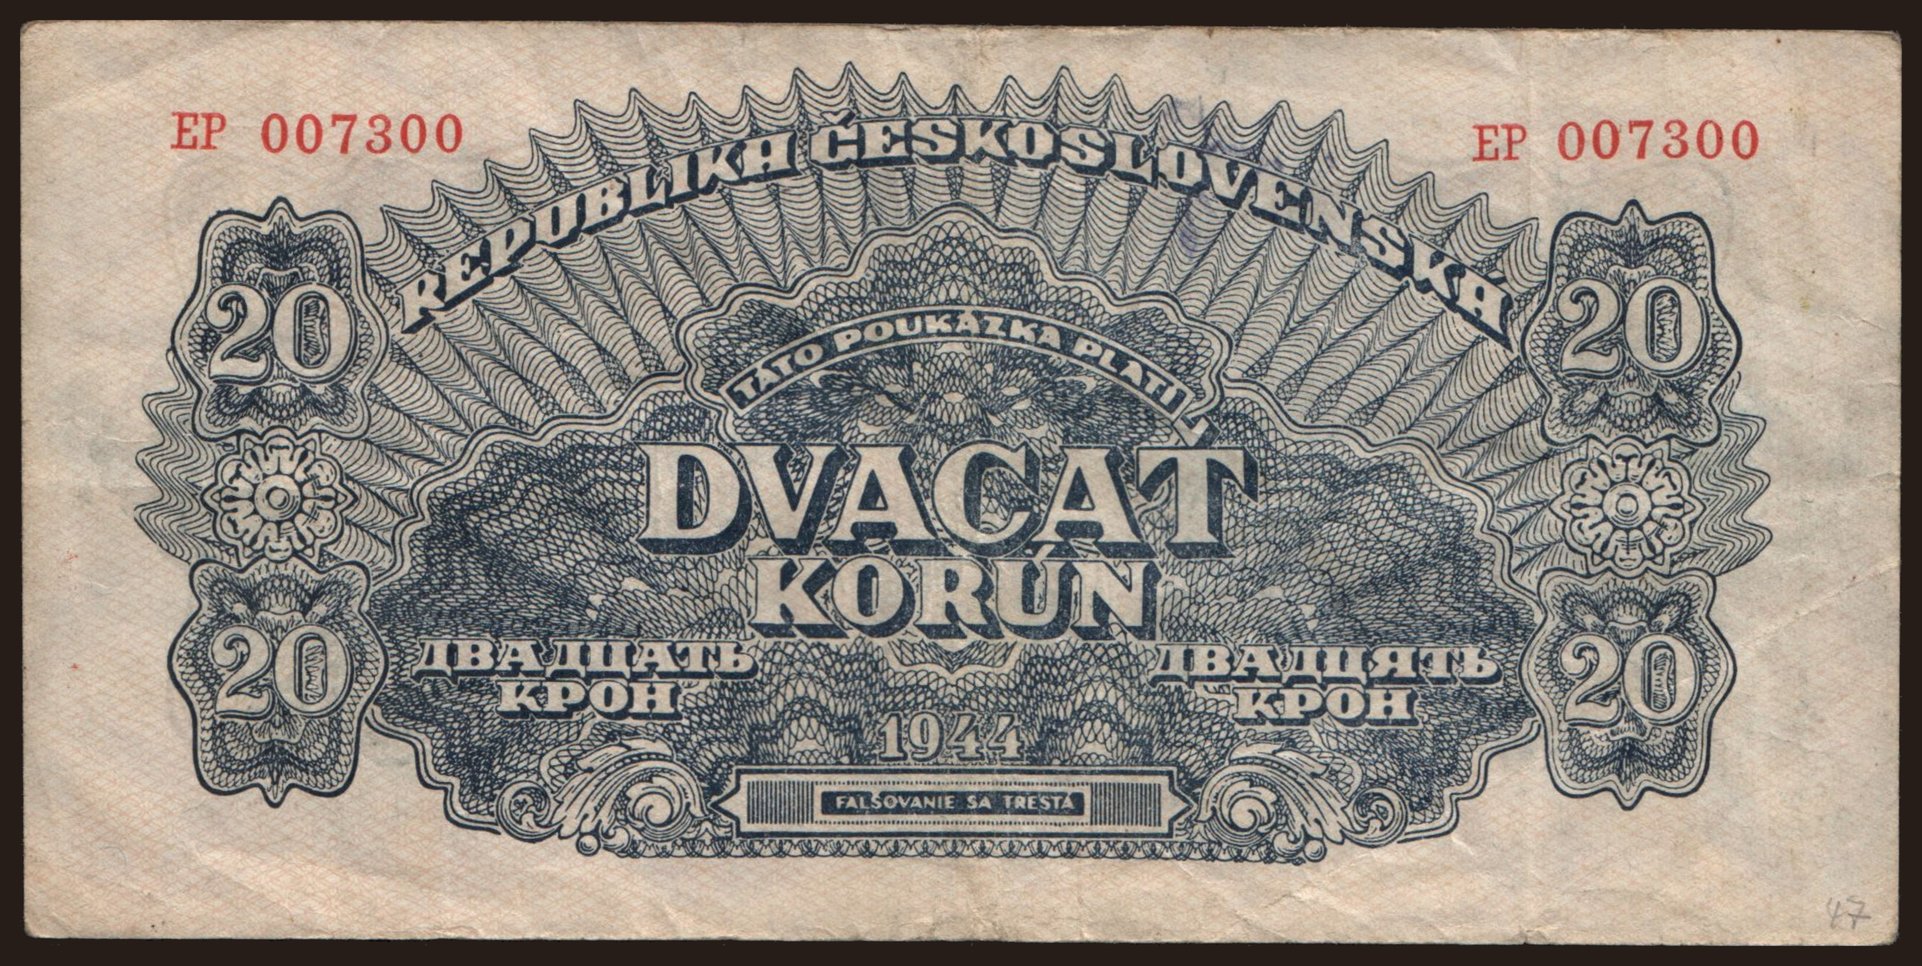 EP 007300
EP 007300
REPUBLIKA ČESKOSLOVENSKÁ
20
20
TÁTO POUKÁZKA PLATÍ
DVACAŤ
KORÚN
20
20
ДВАДЦАТЬ
КРОН
ДВАДЦЯТЬ
КРОН
1944
FALŠOVANIE SA TRESTÁ
47